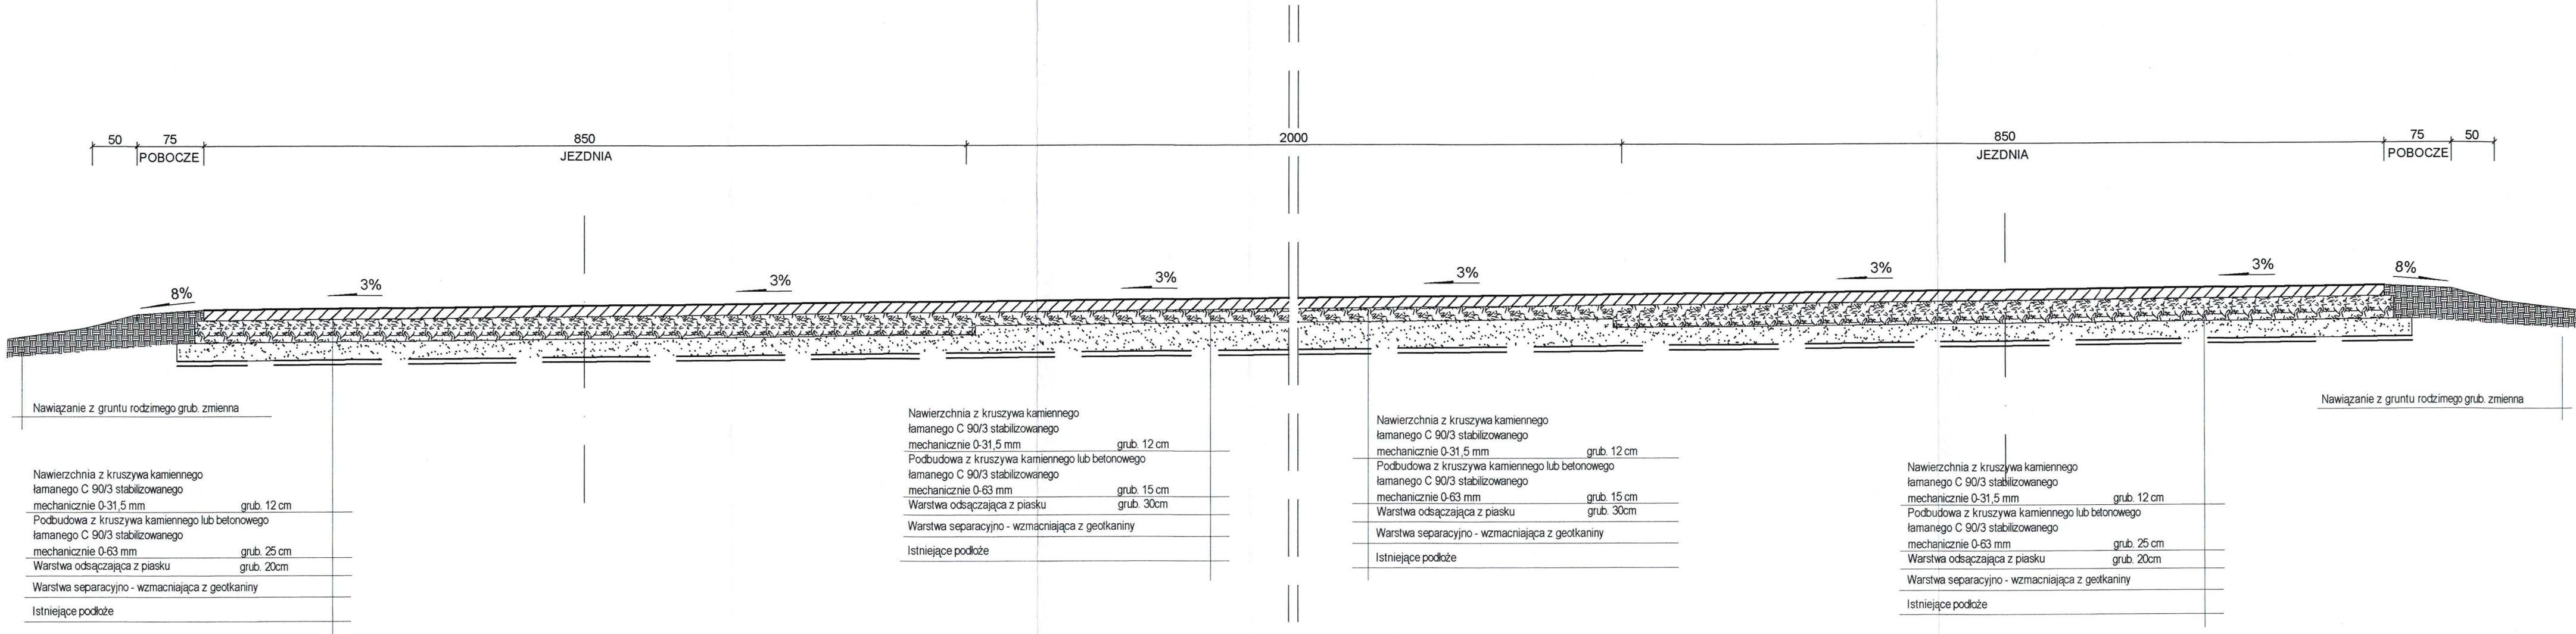 50
75
850
2000
850
75
50
POBOCZE
JEZDNIA
JEZDNIA
POBOCZE
8%
3%
3%
3%
3%
3%
3%
8%
Nawiązanie z gruntu rodzimego grub. zmienna
Nawierzchnia z kruszywa kamiennego
łamanego C 90/3 stabilizowanego
mechanicznie 0-31,5 mm grub. 12 cm
Podbudowa z kruszywa kamiennego lub betonowego
łamanego C 90/3 stabilizowanego
mechanicznie 0-63 mm grub. 25 cm
Warstwa odsączająca z piasku grub. 20cm
Warstwa separacyjno - wzmacniająca z geotkaniny
Istniejące podłoże
Nawierzchnia z kruszywa kamiennego
łamanego C 90/3 stabilizowanego
mechanicznie 0-31,5 mm grub. 12 cm
Podbudowa z kruszywa kamiennego lub betonowego
łamanego C 90/3 stabilizowanego
mechanicznie 0-63 mm grub. 15 cm
Warstwa odsączająca z piasku grub. 30cm
Warstwa separacyjno - wzmacniająca z geotkaniny
Istniejące podłoże
Nawierzchnia z kruszywa kamiennego
łamanego C 90/3 stabilizowanego
mechanicznie 0-31,5 mm grub. 12 cm
Podbudowa z kruszywa kamiennego lub betonowego
łamanego C 90/3 stabilizowanego
mechanicznie 0-63 mm grub. 15 cm
Warstwa odsączająca z piasku grub. 30cm
Warstwa separacyjno - wzmacniająca z geotkaniny
Istniejące podłoże
Nawiązanie z gruntu rodzimego grub. zmienna
Nawierzchnia z kruszywa kamiennego
łamanego C 90/3 stabilizowanego
mechanicznie 0-31,5 mm grub. 12 cm
Podbudowa z kruszywa kamiennego lub betonowego
łamanego C 90/3 stabilizowanego
mechanicznie 0-63 mm grub. 25 cm
Warstwa odsączająca z piasku grub. 20cm
Warstwa separacyjno - wzmacniająca z geotkaniny
Istniejące podłoże